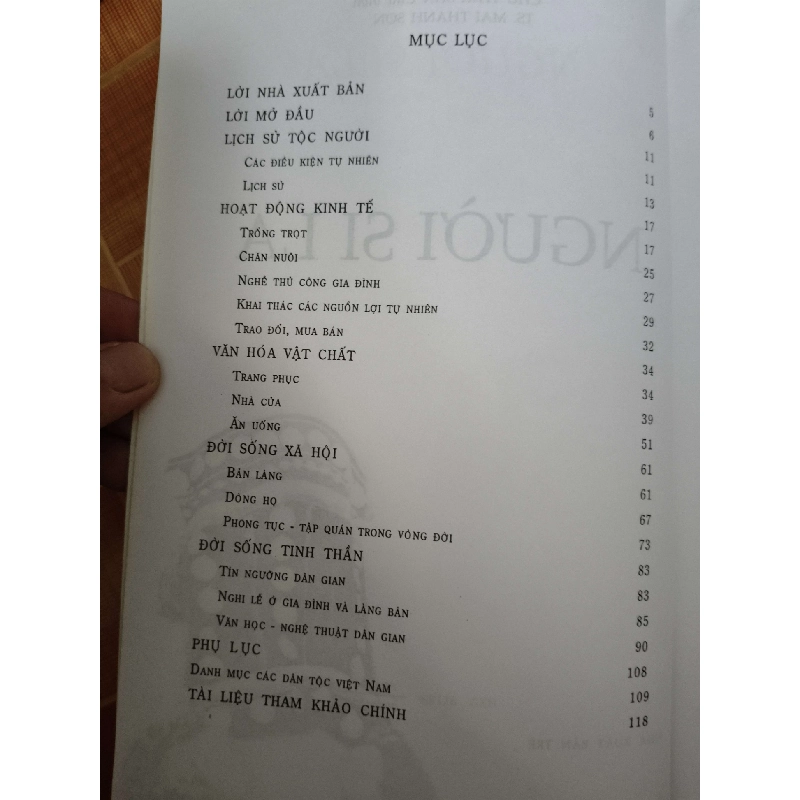 MỤC LỤC
LỜI NHÀ XUẤT BẢN 5
LỜI MỞ ĐẦU 6
LỊCH SỬ TỘC NGƯỜI 11
CÁC ĐIỀU KIỆN TỰ NHIÊN 11
LỊCH SỬ 13
HOẠT ĐỘNG KINH TẾ 17
TRỒNG TRỌT 17
CHĂN NUÔI 25
NGHỀ THỦ CÔNG GIA ĐÌNH 27
KHAI THÁC CÁC NGUỒN LỢI TỰ NHIÊN 29
TRAO ĐỔI, MUA BÁN 32
VĂN HÓA VẬT CHẤT 34
TRANG PHỤC 34
NHÀ CỬA 39
ĂN UỐNG 51
ĐỜI SỐNG XÃ HỘI 61
BẢN LÀNG 61
DÒNG HỌ 67
PHONG TỤC - TẬP QUÁN TRONG VÒNG ĐỜI 73
ĐỜI SỐNG TINH THẦN 83
TÍN NGƯỠNG DÂN GIAN 83
NGHI LỄ Ở GIA ĐÌNH VÀ LÀNG BẢN 85
VĂN HỌC - NGHỆ THUẬT DÂN GIAN 90
PHỤ LỤC 108
DANH MỤC CÁC DÂN TỘC VIỆT NAM 109
TÀI LIỆU THAM KHẢO CHÍNH 118